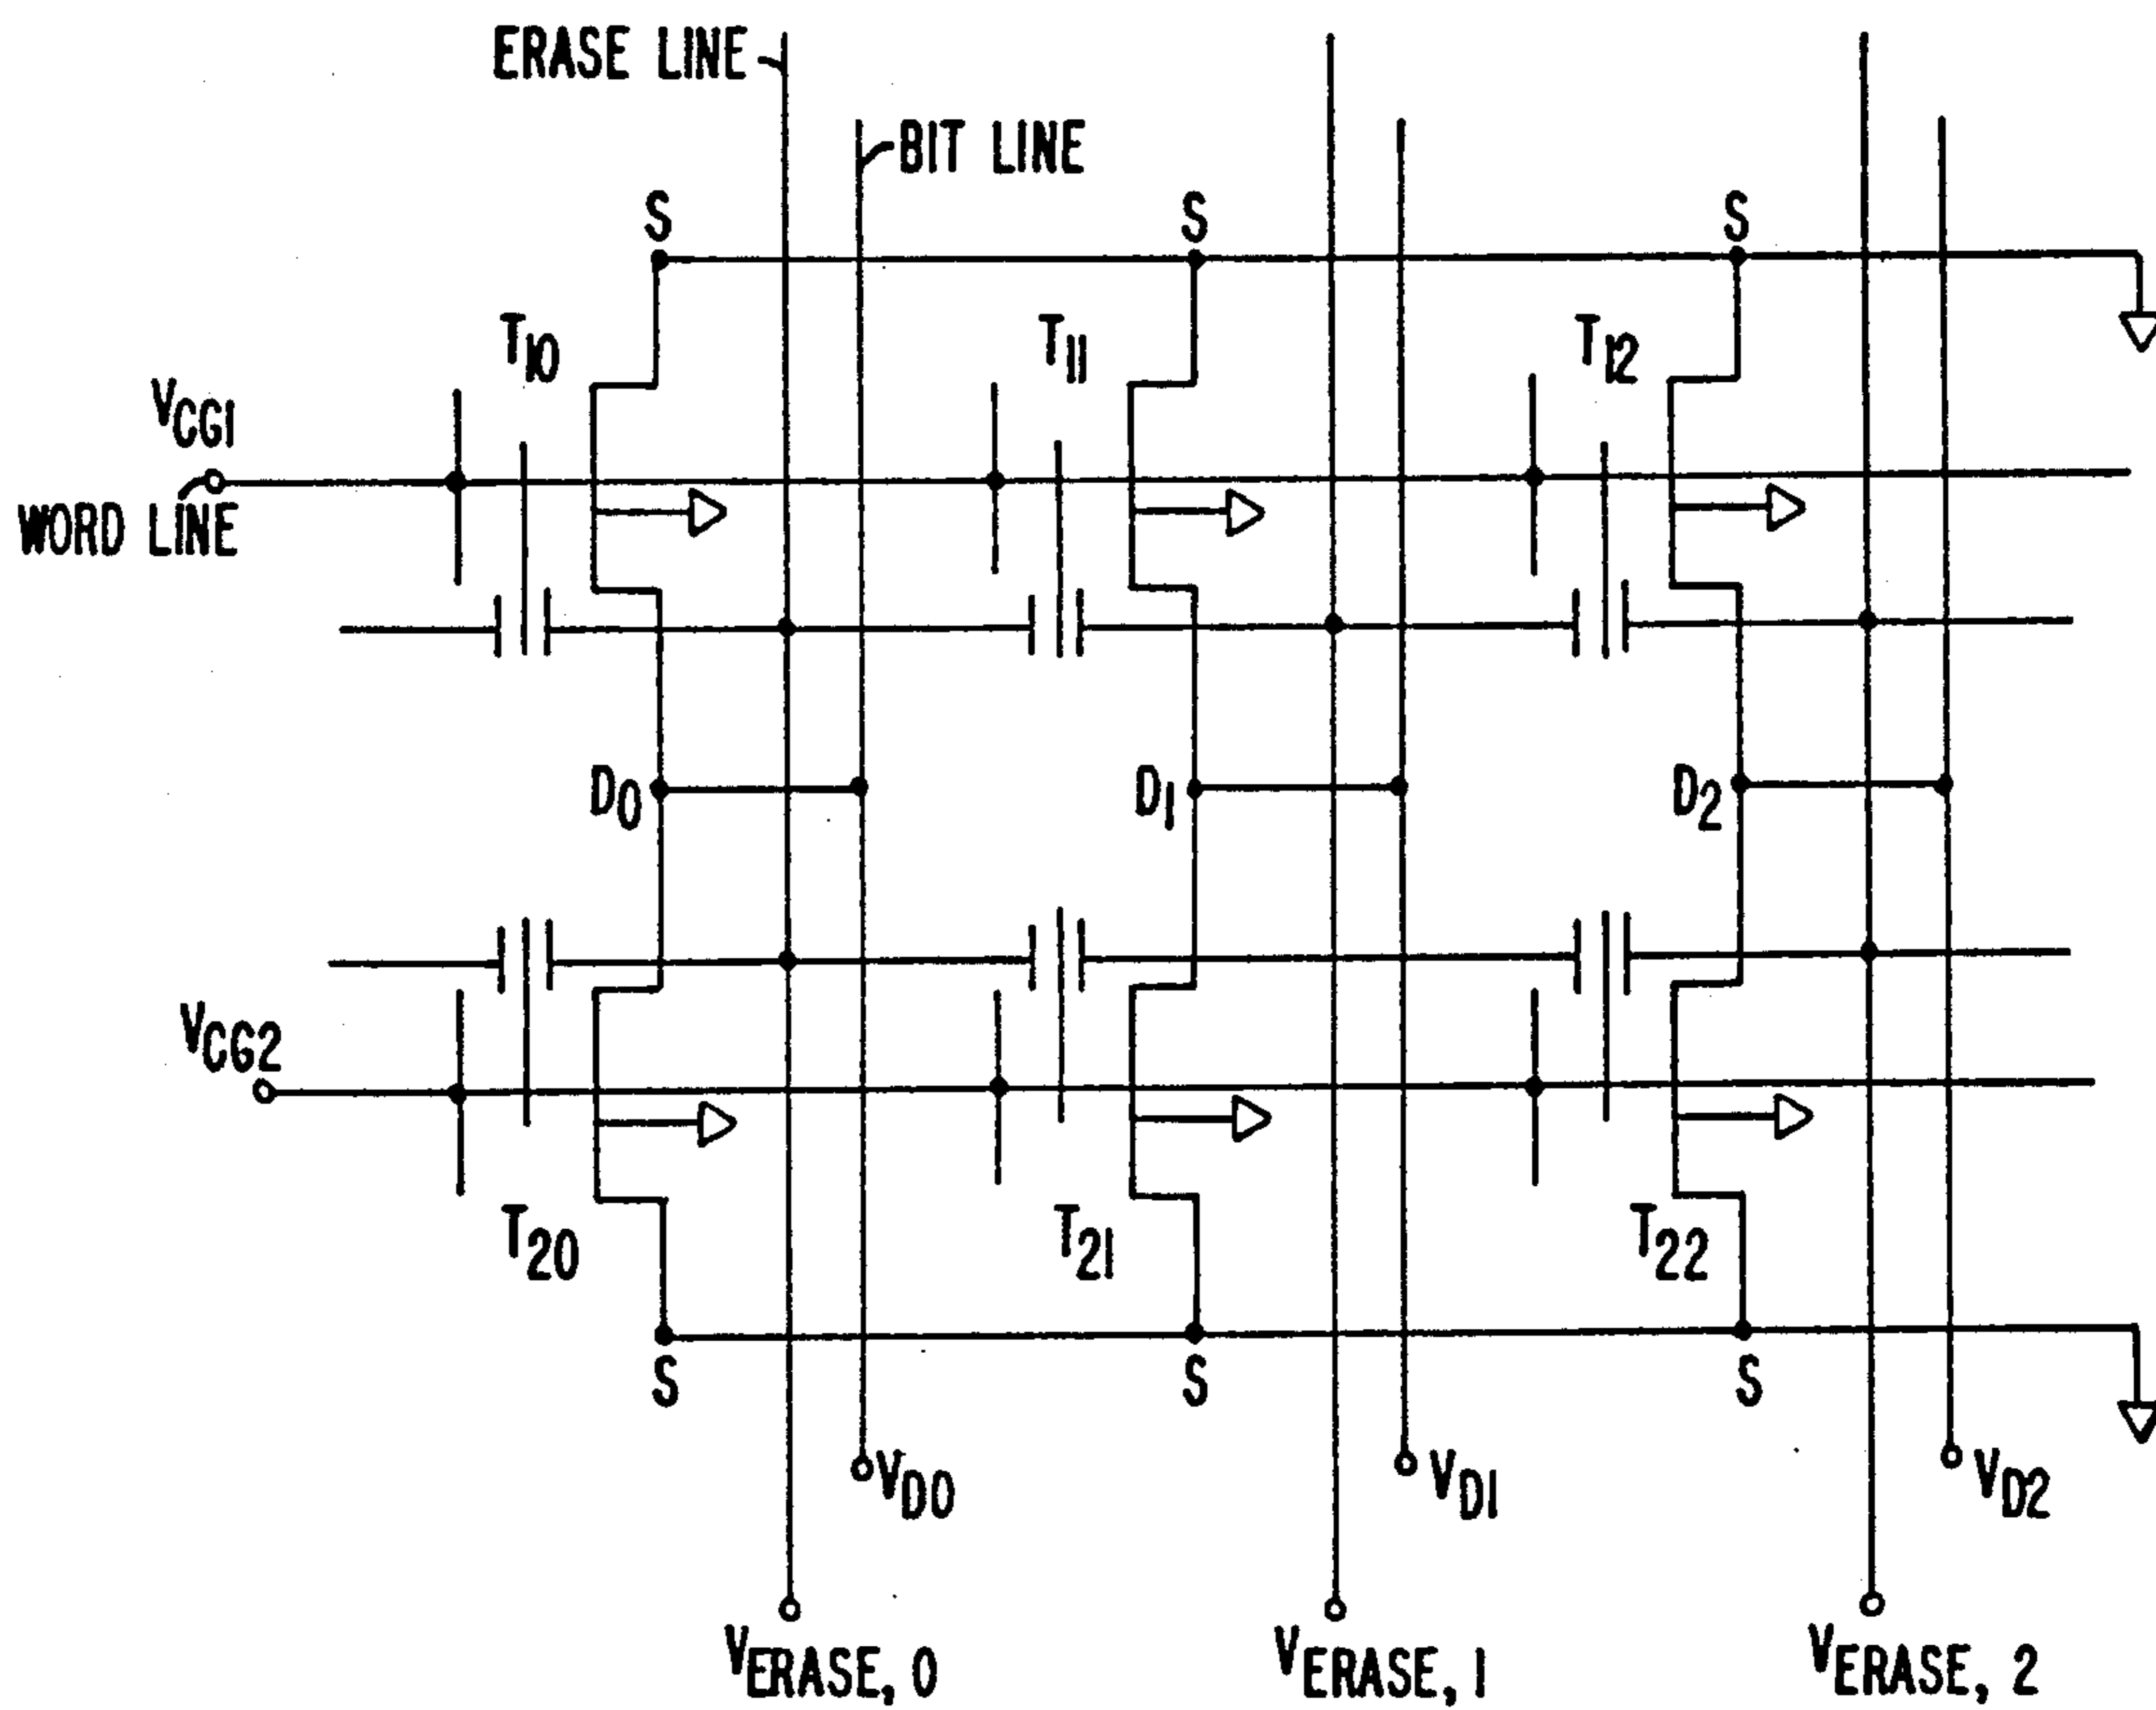 ERASE LINE
BIT LINE
S S S
T10 T11 T12
VCG1
WORD LINE
D0 D1 D2
VCG2
T20 T21 T22
S S S
VD0 VD1 VD2
VERASE, 0 VERASE, 1 VERASE, 2